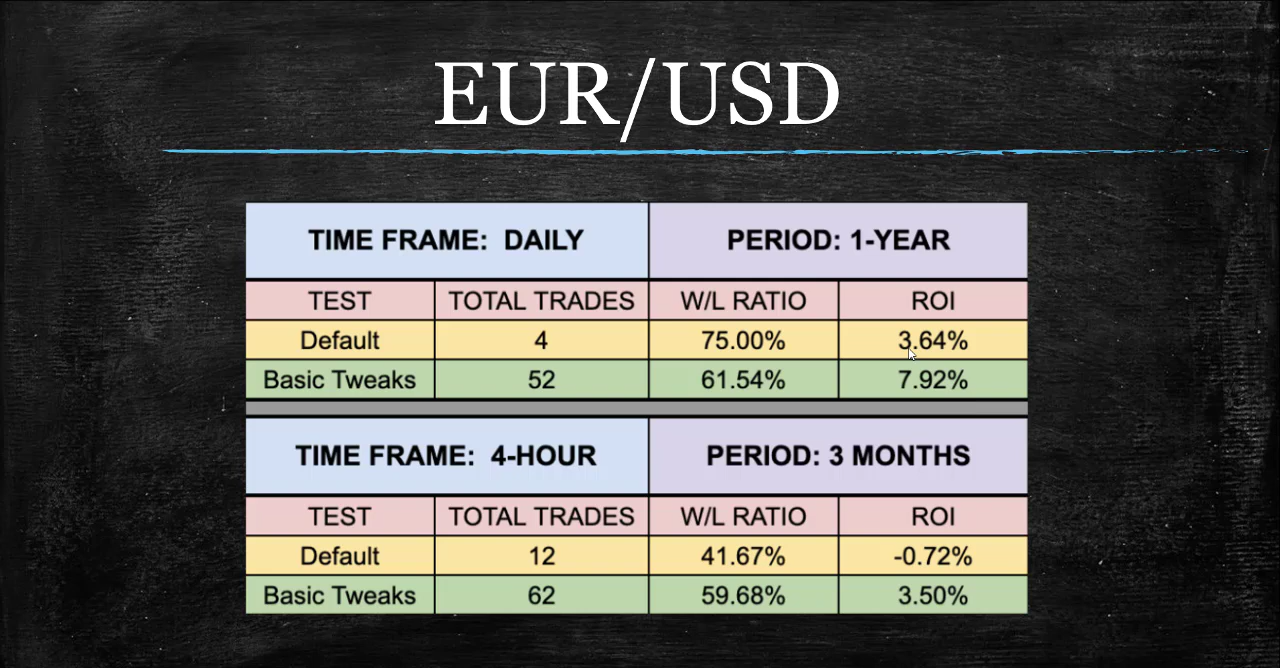 EUR/USD
TIME FRAME:  DAILY PERIOD: 1-YEAR
TEST TOTAL TRADES W/L RATIO ROI
Default 4 75.00% 3.64%
Basic Tweaks 52 61.54% 7.92%
TIME FRAME:  4-HOUR PERIOD: 3 MONTHS
TEST TOTAL TRADES W/L RATIO ROI
Default 12 41.67% -0.72%
Basic Tweaks 62 59.68% 3.50%